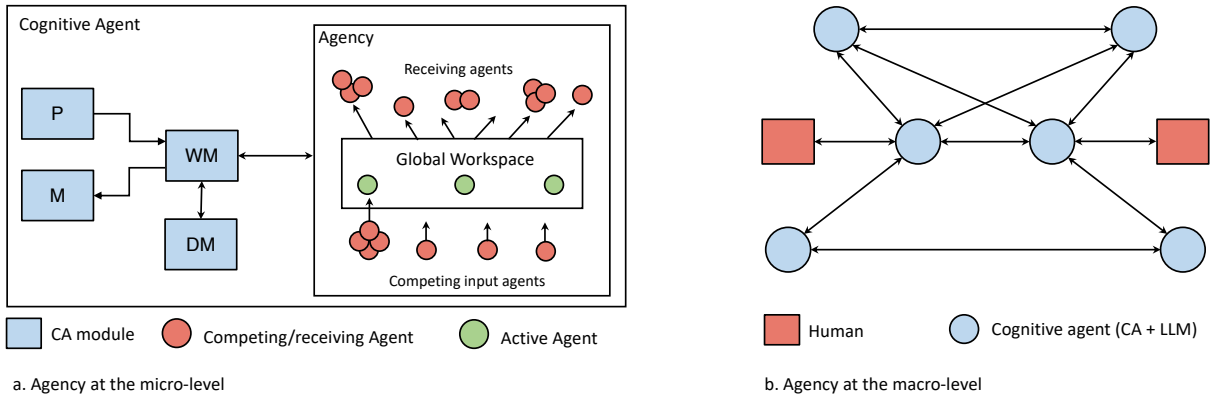 Cognitive Agent
Agency
Receiving agents
P
WM
Global Workspace
M
DM
Competing input agents
CA module
Competing/receiving Agent
Active Agent
a. Agency at the micro-level
Human
Cognitive agent (CA + LLM)
b. Agency at the macro-level